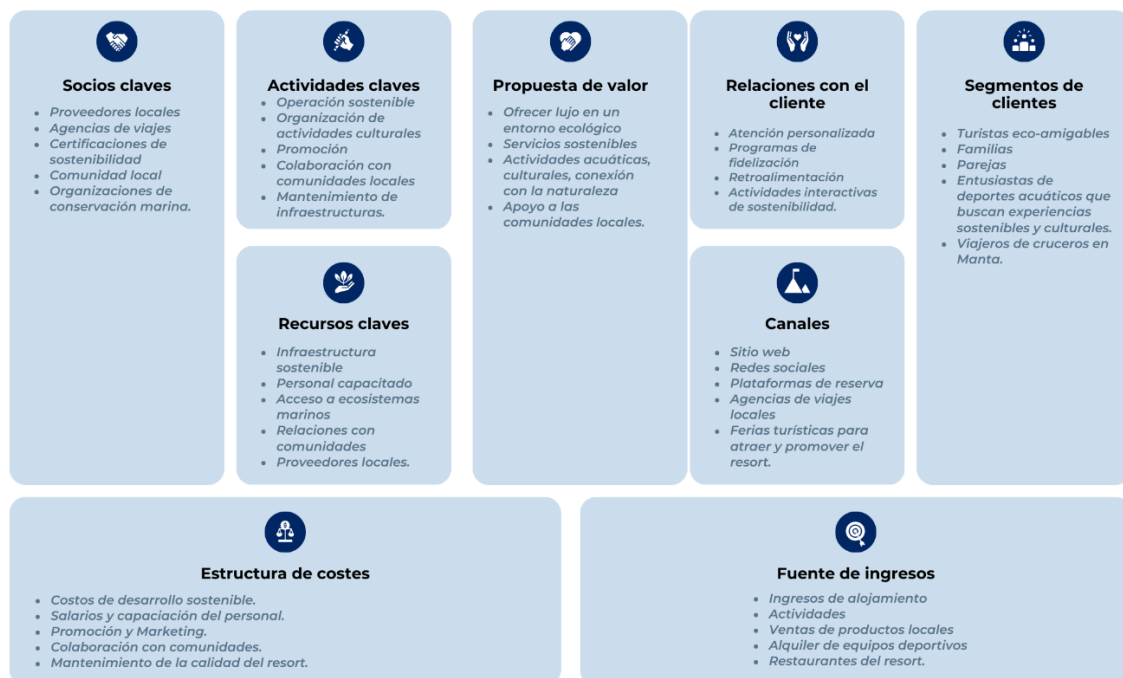 Socios claves
Proveedores locales
Agencias de viajes
Certificaciones de
sostenibilidad
Comunidad local
Organizaciones de
conservación marina.
Actividades claves
Operación sostenible
Organización de
actividades culturales
Promoción
Colaboración con
comunidades locales
Mantenimiento de
infraestructuras.
Recursos claves
Infraestructura
sostenible
Personal capacitado
Acceso a ecosistemas
marinos
Relaciones con
comunidades
Proveedores locales.
Propuesta de valor
Ofrecer lujo en un
entorno ecológico
Servicios sostenibles
Actividades acuáticas,
culturales, conexión
con la naturaleza
Apoyo a las
comunidades locales.
Relaciones con el
cliente
Atención personalizada
Programas de
fidelización
Retroalimentación
Actividades interactivas
de sostenibilidad.
Canales
Sitio web
Redes sociales
Plataformas de reserva
Agencias de viajes
locales
Ferias turísticas para
atraer y promover el
resort.
Segmentos de
clientes
Turistas eco-amigables
Familias
Parejas
Entusiastas de
deportes acuáticos que
buscan experiencias
sostenibles y culturales.
Viajeros de cruceros en
Manta.
Estructura de costes
Costos de desarrollo sostenible.
Salarios y capaciación del personal.
Promoción y Marketing.
Colaboración con comunidades.
Mantenimiento de la calidad del resort.
Fuente de ingresos
Ingresos de alojamiento
Actividades
Ventas de productos locales
Alquiler de equipos deportivos
Restaurantes del resort.